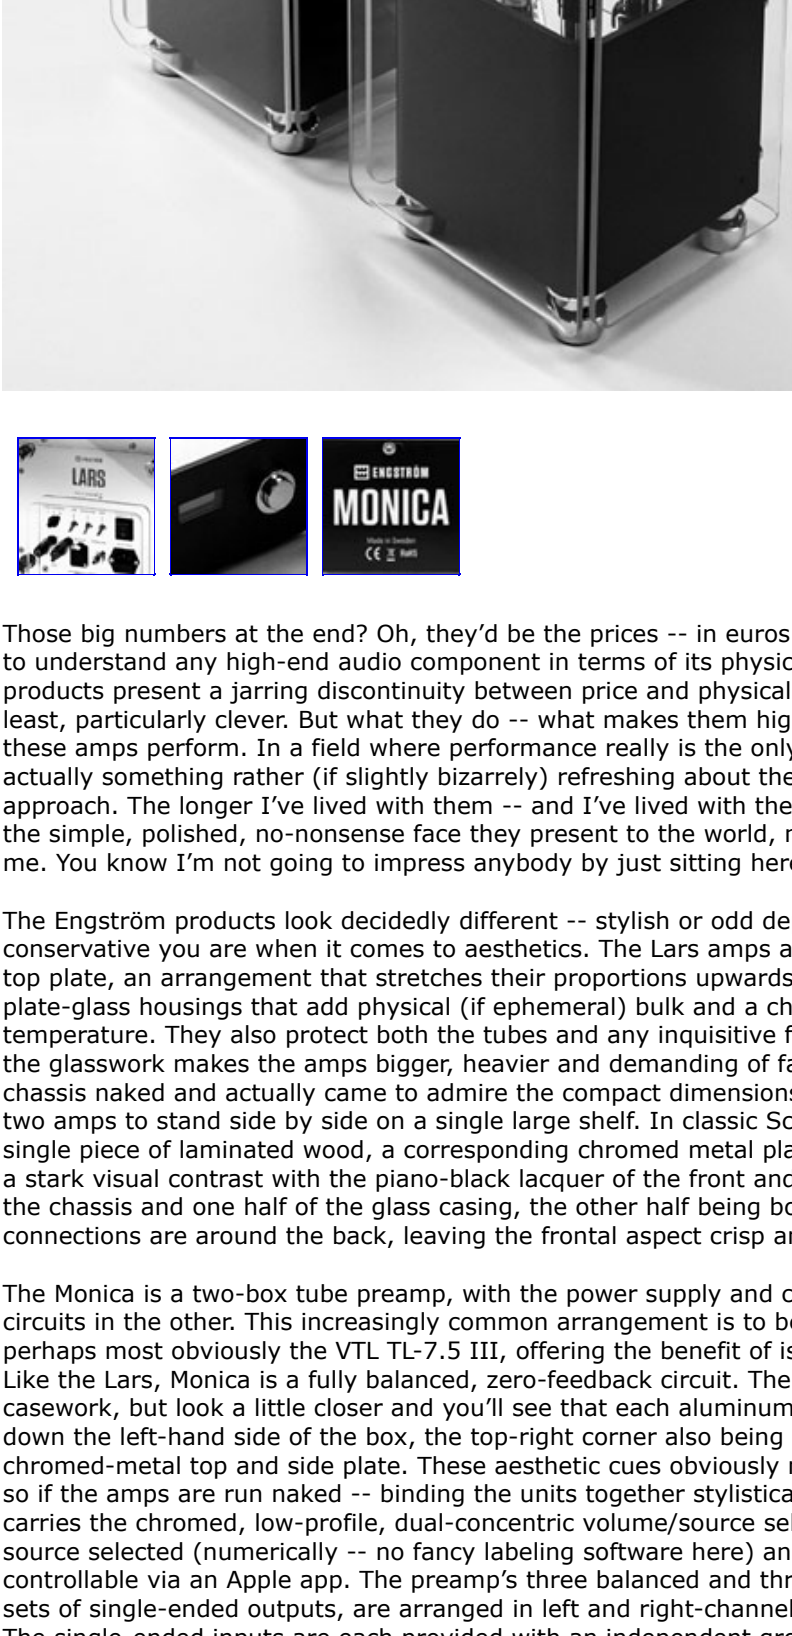 LARS
ENGSTRÖM
MONICA
Made in Sweden
CE RoHS
Those big numbers at the end? Oh, they’d be the prices -- in euros
to understand any high-end audio component in terms of its physic
products present a jarring discontinuity between price and physical
least, particularly clever. But what they do -- what makes them hig
these amps perform. In a field where performance really is the only
actually something rather (if slightly bizarrely) refreshing about the
approach. The longer I’ve lived with them -- and I’ve lived with the
the simple, polished, no-nonsense face they present to the world, r
me. You know I’m not going to impress anybody by just sitting here
The Engström products look decidedly different -- stylish or odd de
conservative you are when it comes to aesthetics. The Lars amps a
top plate, an arrangement that stretches their proportions upwards
plate-glass housings that add physical (if ephemeral) bulk and a ch
temperature. They also protect both the tubes and any inquisitive f
the glasswork makes the amps bigger, heavier and demanding of fa
chassis naked and actually came to admire the compact dimensions
two amps to stand side by side on a single large shelf. In classic Sc
single piece of laminated wood, a corresponding chromed metal pla
a stark visual contrast with the piano-black lacquer of the front and
the chassis and one half of the glass casing, the other half being bo
connections are around the back, leaving the frontal aspect crisp a
The Monica is a two-box tube preamp, with the power supply and c
circuits in the other. This increasingly common arrangement is to be
perhaps most obviously the VTL TL-7.5 III, offering the benefit of is
Like the Lars, Monica is a fully balanced, zero-feedback circuit. The
casework, but look a little closer and you’ll see that each aluminum
down the left-hand side of the box, the top-right corner also being
chromed-metal top and side plate. These aesthetic cues obviously r
so if the amps are run naked -- binding the units together stylistica
carries the chromed, low-profile, dual-concentric volume/source sel
source selected (numerically -- no fancy labeling software here) an
controllable via an Apple app. The preamp’s three balanced and thr
sets of single-ended outputs, are arranged in left and right-channel
The single-ended inputs are each provided with an independent gro